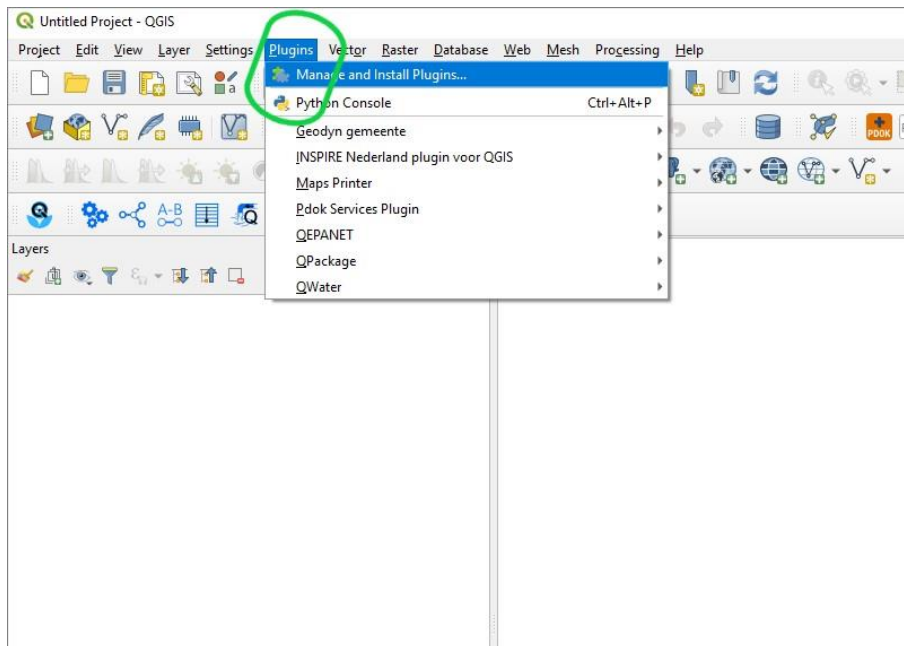 Untitled Project - QGIS
Project Edit View Layer Settings Plugins Vector Raster Database Web Mesh Processing Help
Manage and Install Plugins...
Python Console Ctrl+Alt+P
Geodyn gemeente
INSPIRE Nederland plugin voor QGIS
Maps Printer
Pdok Services Plugin
QEPANET
QPackage
QWater
a
PDOK
A-B
Layers